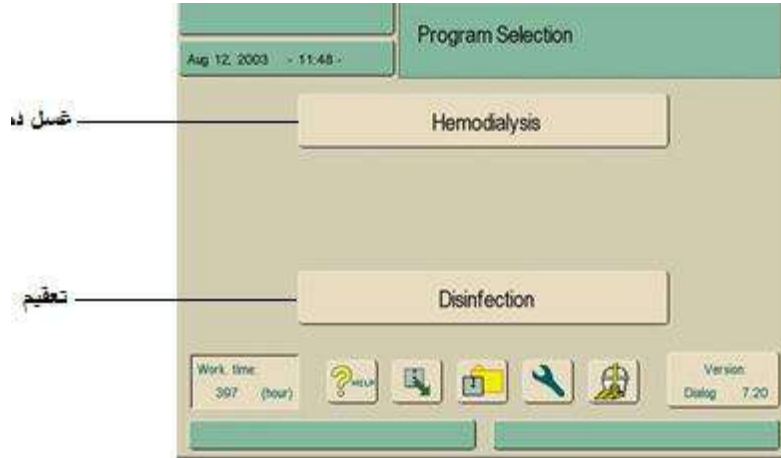 Program Selection
Aug 12, 2003 - 11:48 -
غسل
Hemodialysis
تعقيم
Disinfection
Work. time:
397 (hour)
HELP
Version:
Dialog 7.20